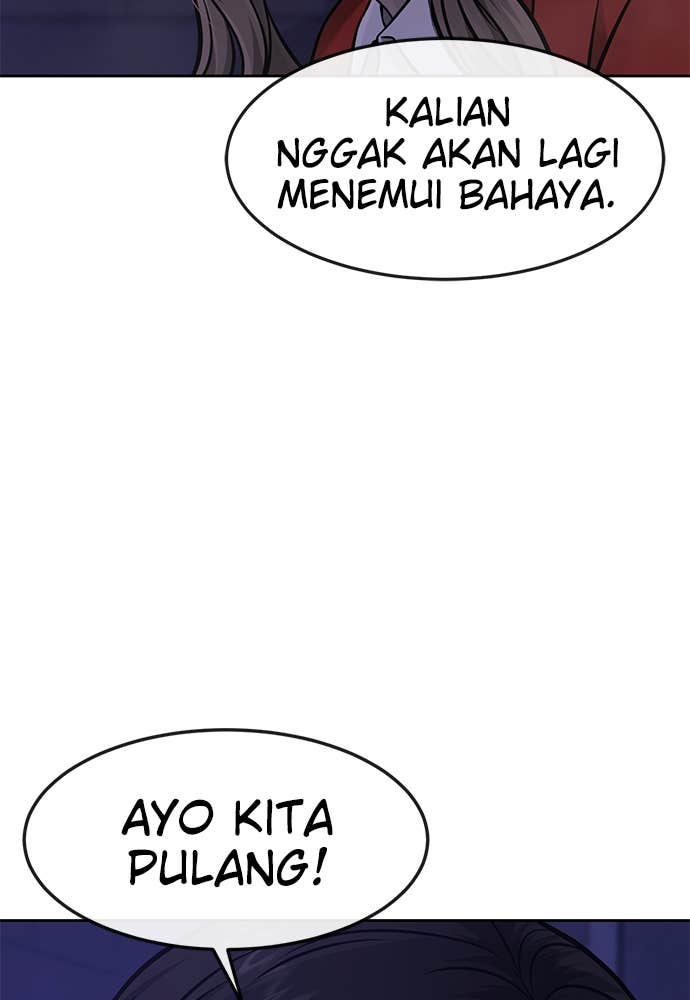 KALIAN
NGGAK AKAN LAGI
MENEMUI BAHAYA.
AYO KITA
PULANG!